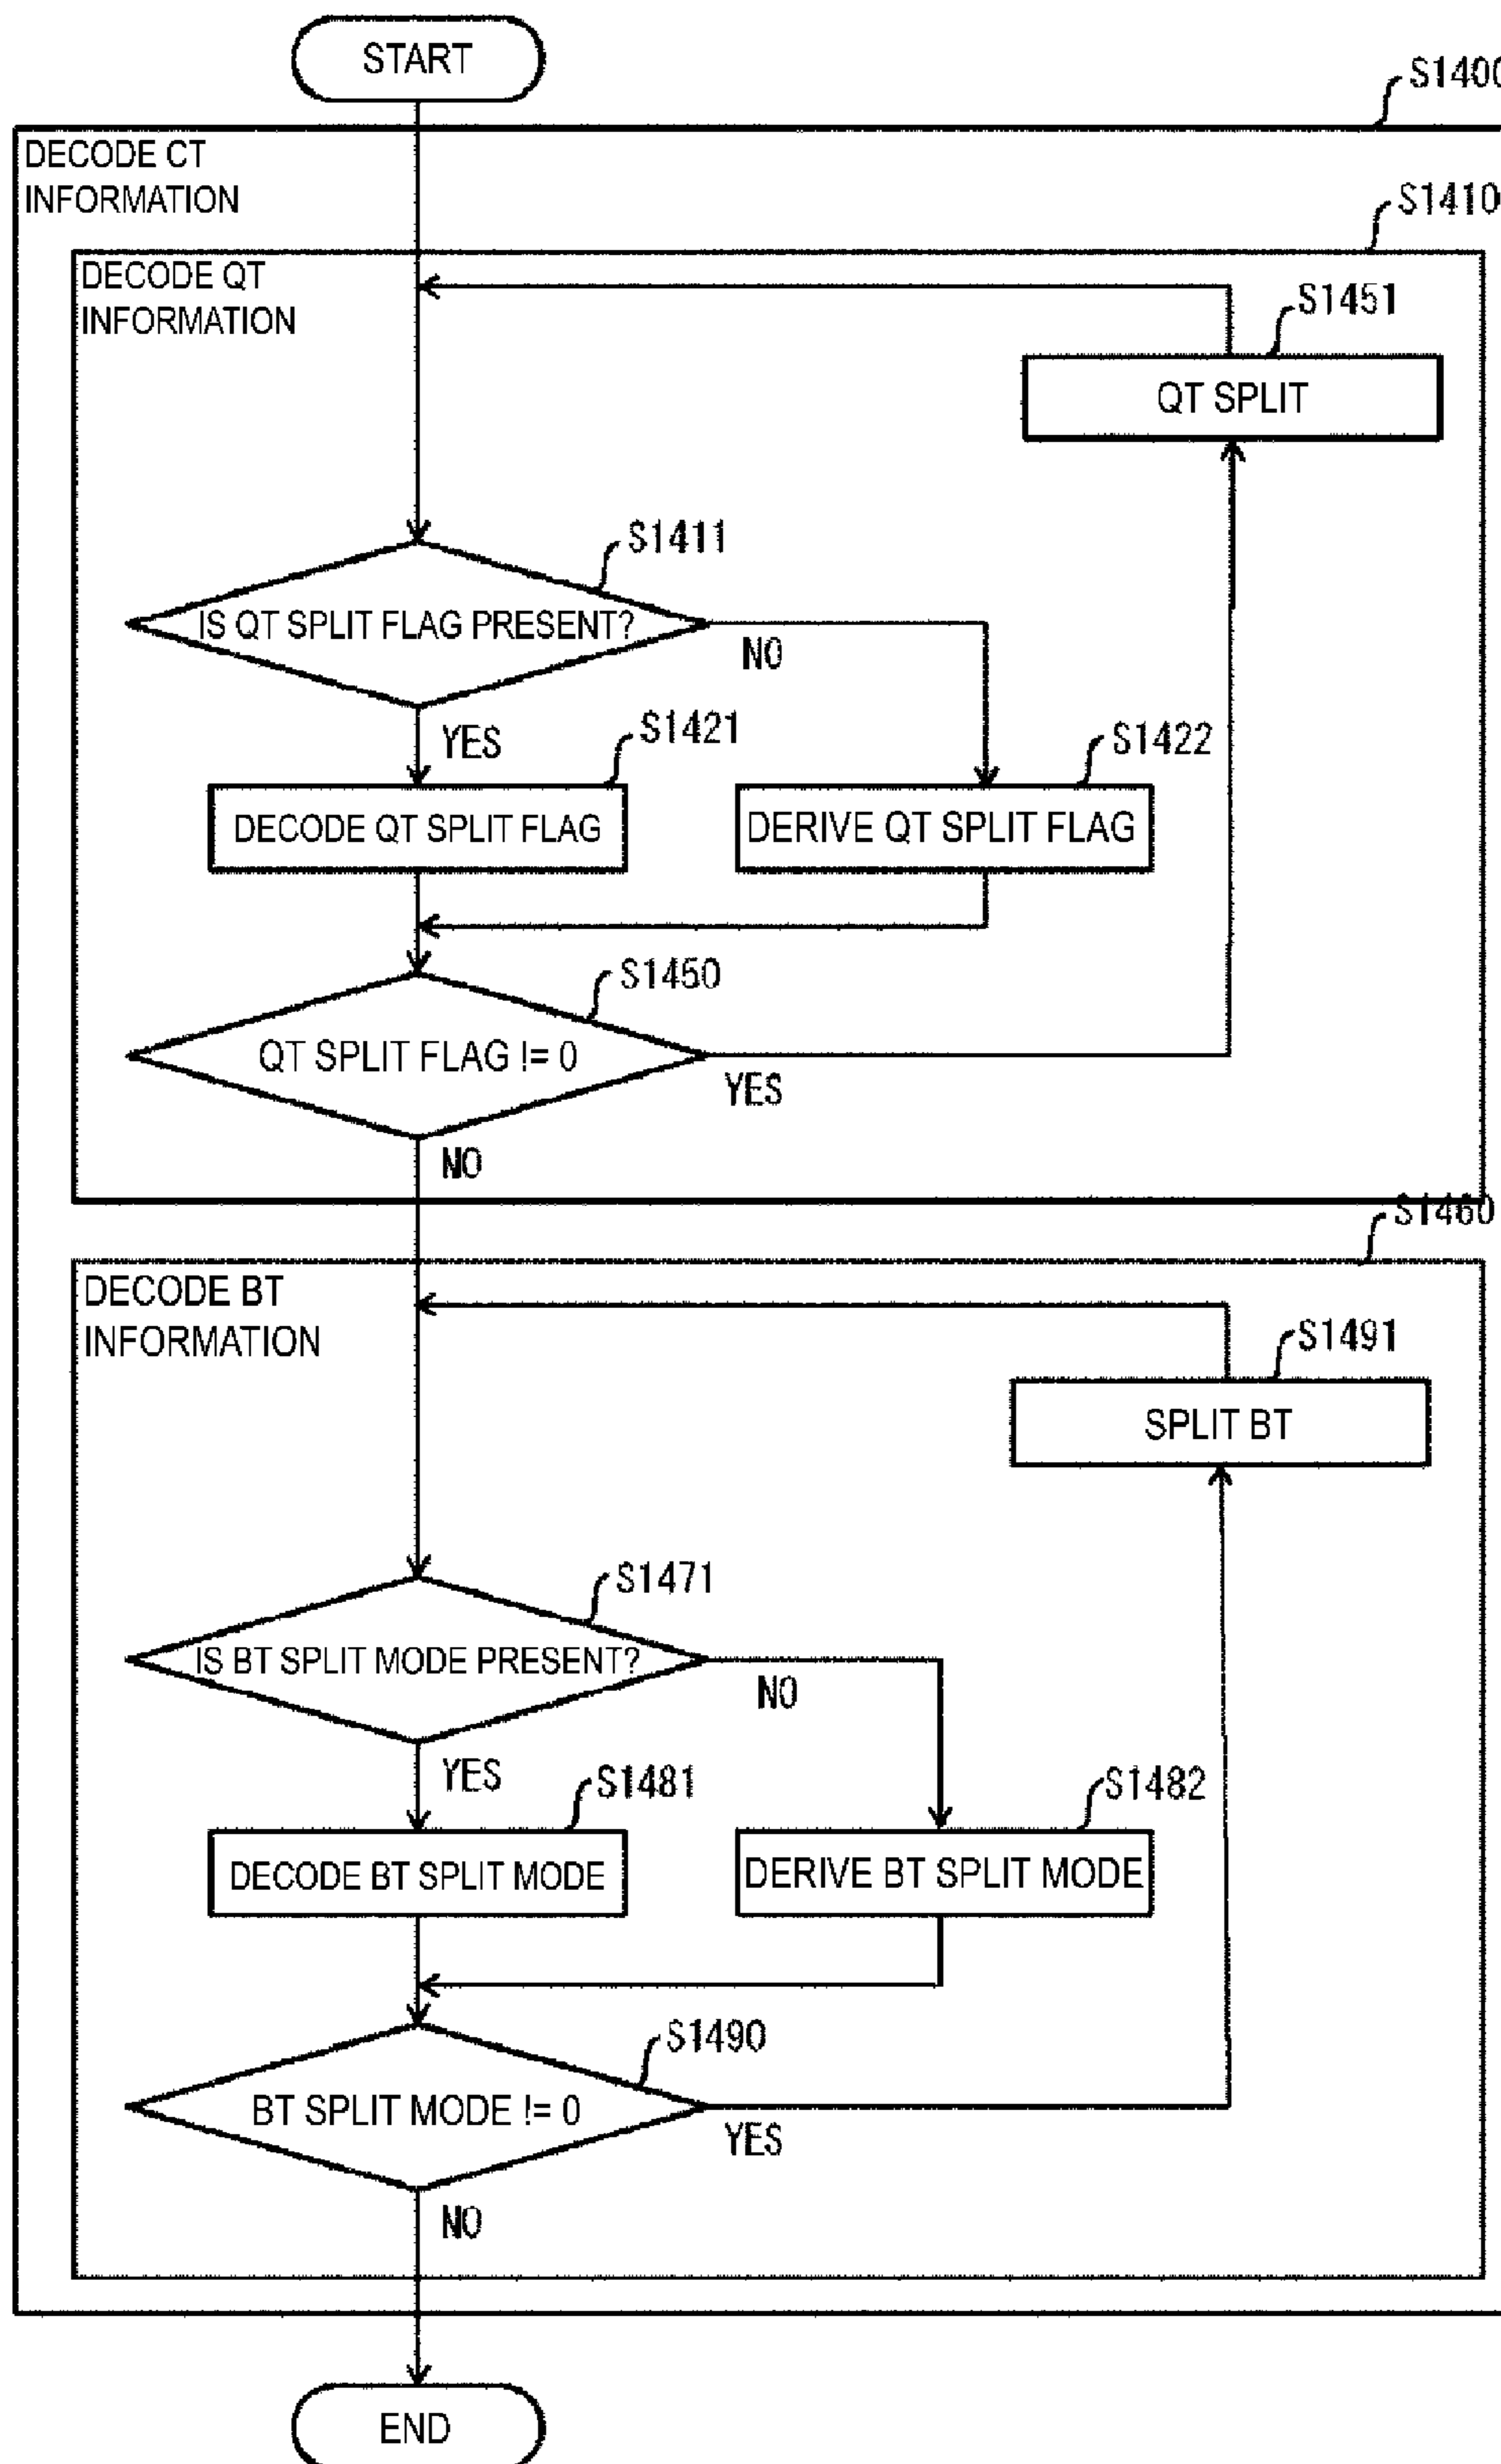 START
S1400
DECODE CT
INFORMATION
S1410
DECODE QT
INFORMATION
S1451
QT SPLIT
S1411
IS QT SPLIT FLAG PRESENT?
NO
YES
S1421
S1422
DECODE QT SPLIT FLAG
DERIVE QT SPLIT FLAG
S1450
QT SPLIT FLAG != 0
YES
NO
S1460
DECODE BT
INFORMATION
S1491
SPLIT BT
S1471
IS BT SPLIT MODE PRESENT?
NO
YES
S1481
S1482
DECODE BT SPLIT MODE
DERIVE BT SPLIT MODE
S1490
BT SPLIT MODE != 0
YES
NO
END